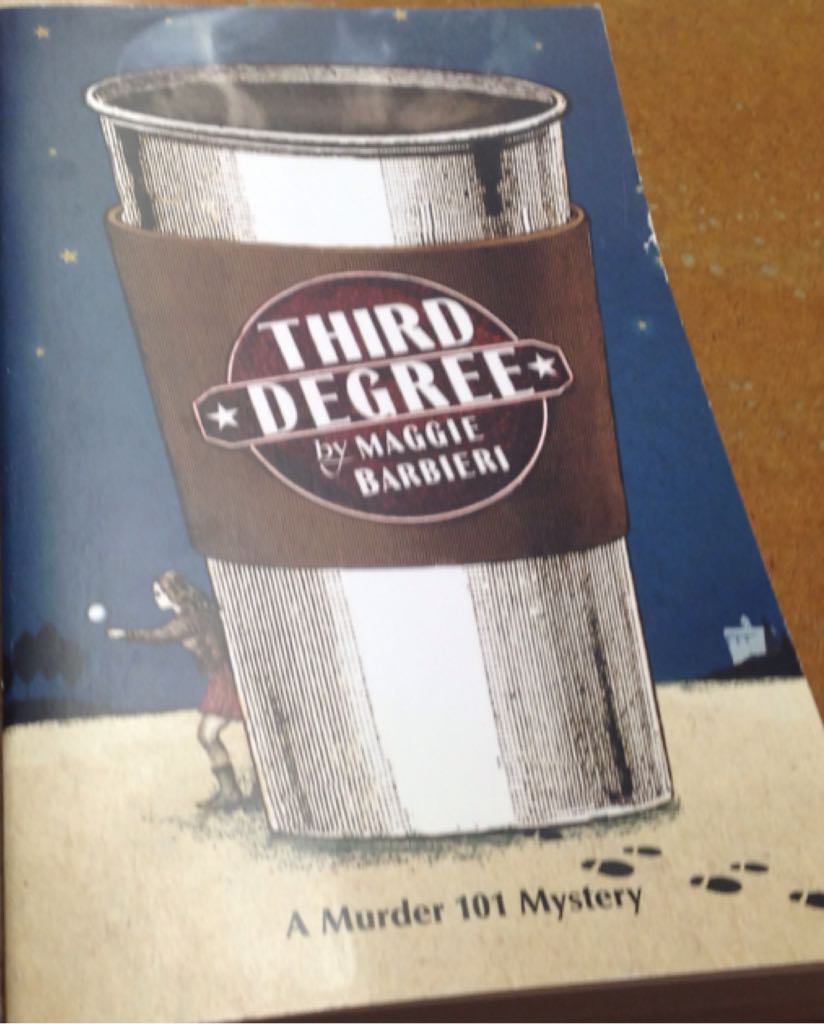 THIRD
DEGREE
by MAGGIE
BARBIERI
A Murder 101 Mystery